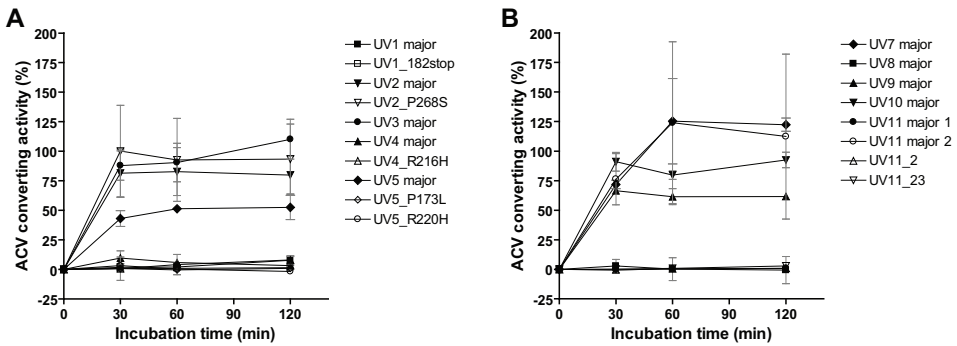 A
ACV converting activity (%)
200
175
150
125
100
75
50
25
0
-25
0 30 60 90 120
Incubation time (min)
UV1 major
UV1_182stop
UV2 major
UV2_P268S
UV3 major
UV4 major
UV4_R216H
UV5 major
UV5_P173L
UV5_R220H
B
ACV converting activity (%)
200
175
150
125
100
75
50
25
0
-25
0 30 60 90 120
Incubation time (min)
UV7 major
UV8 major
UV9 major
UV10 major
UV11 major 1
UV11 major 2
UV11_2
UV11_23